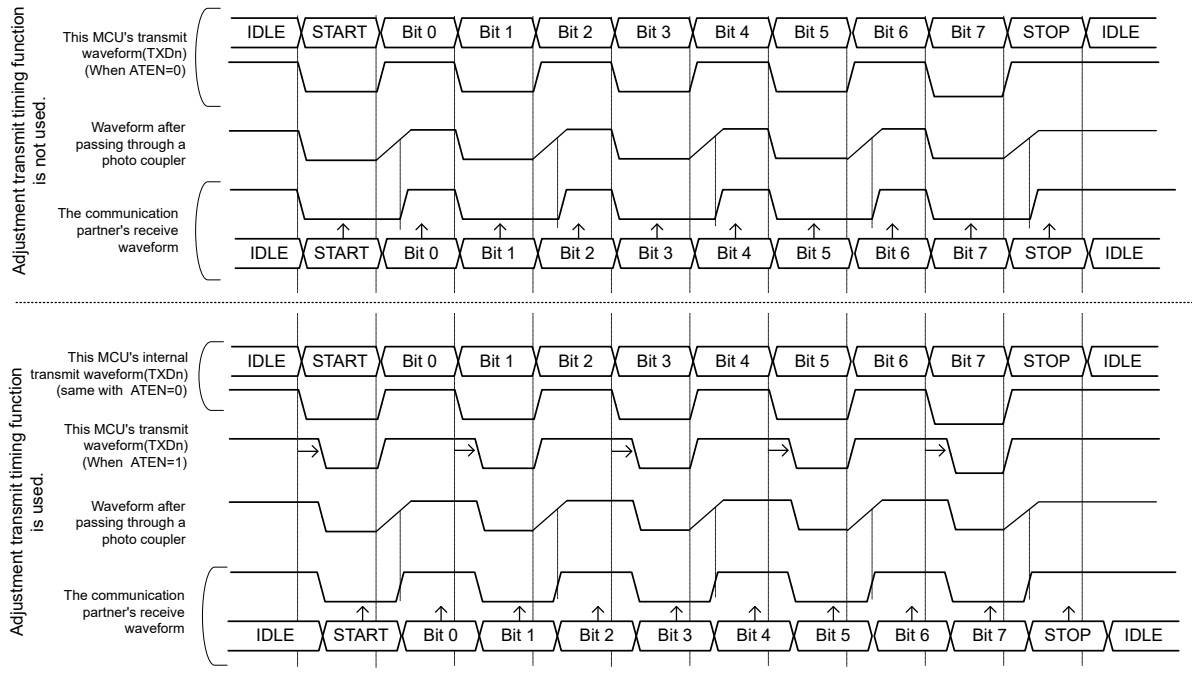 Adjustment transmit timing function
is not used.
This MCU's transmit
waveform(TXDn)
(When ATEN=0)
IDLE START Bit 0 Bit 1 Bit 2 Bit 3 Bit 4 Bit 5 Bit 6 Bit 7 STOP IDLE
Waveform after
passing through a
photo coupler
The communication
partner's receive
waveform
IDLE START Bit 0 Bit 1 Bit 2 Bit 3 Bit 4 Bit 5 Bit 6 Bit 7 STOP IDLE
Adjustment transmit timing function
is used.
This MCU's internal
transmit waveform(TXDn)
(same with ATEN=0)
IDLE START Bit 0 Bit 1 Bit 2 Bit 3 Bit 4 Bit 5 Bit 6 Bit 7 STOP IDLE
This MCU's transmit
waveform(TXDn)
(When ATEN=1)
Waveform after
passing through a
photo coupler
The communication
partner's receive
waveform
IDLE START Bit 0 Bit 1 Bit 2 Bit 3 Bit 4 Bit 5 Bit 6 Bit 7 STOP IDLE